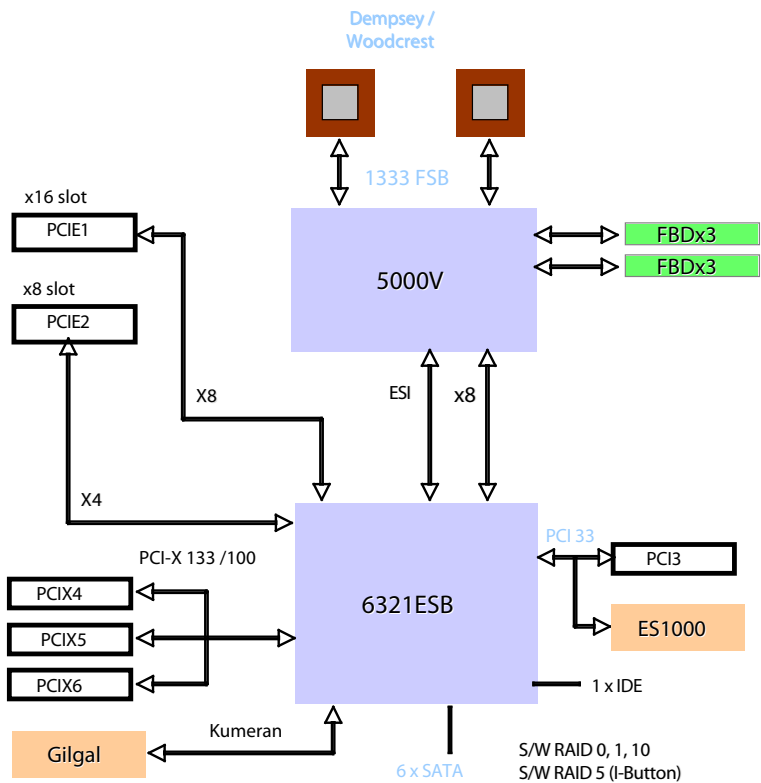 Dempsey /
Woodcrest
1333 FSB
x16 slot
PCIE1
FBDx3
FBDx3
5000V
x8 slot
PCIE2
X8
ESI
x8
X4
PCI-X 133 /100
PCI 33
PCI3
PCIX4
6321ESB
ES1000
PCIX5
PCIX6
1 x IDE
Kumeran
Gilgal
6 x SATA
S/W RAID 0, 1, 10
S/W RAID 5 (I-Button)